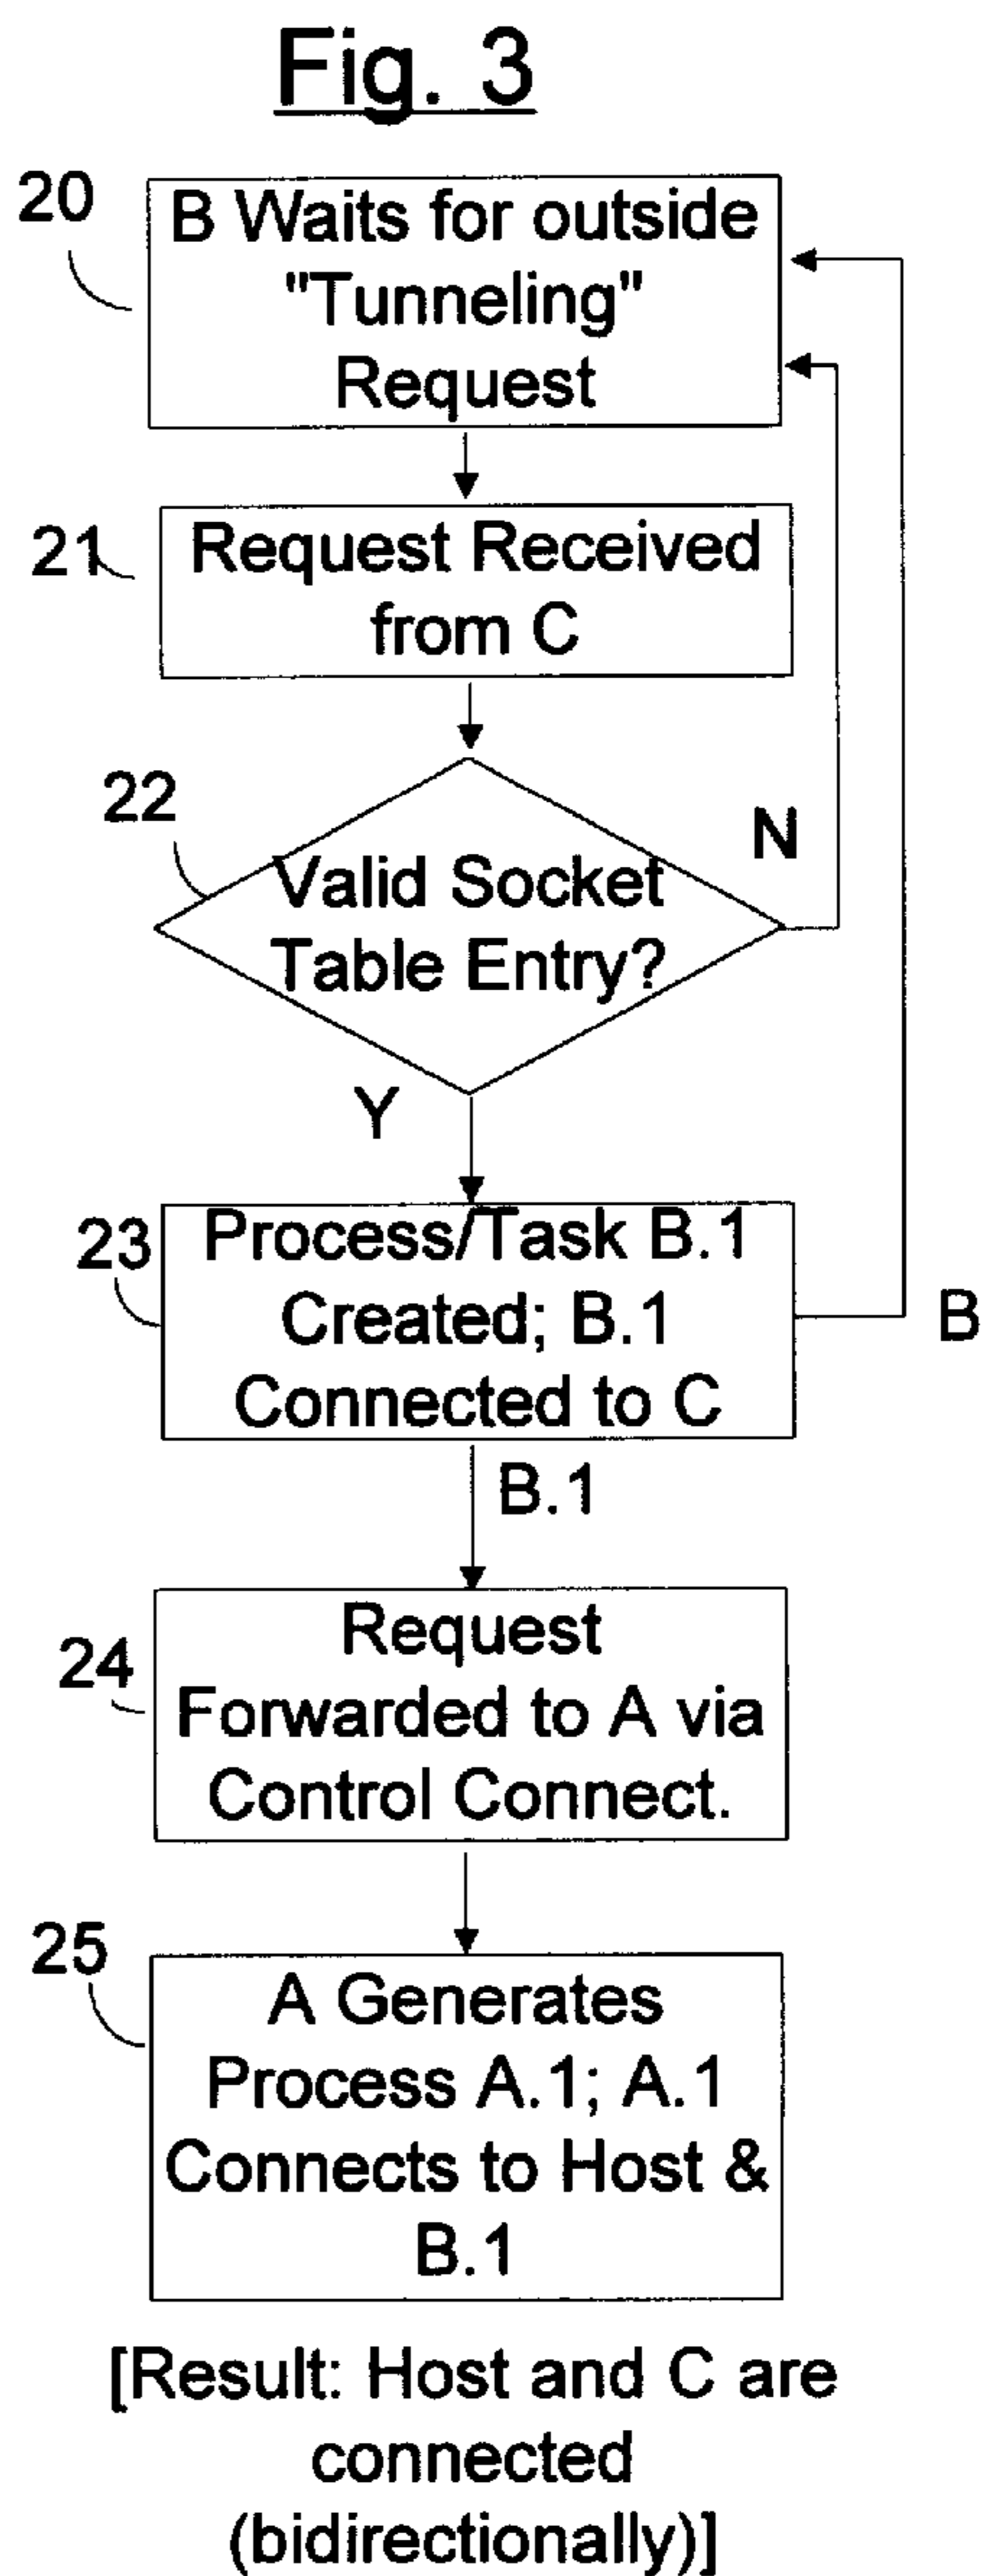 Fig. 3
20
B Waits for outside
"Tunneling"
Request
21
Request Received
from C
22
Valid Socket
Table Entry?
N
Y
23
Process/Task B.1
Created; B.1
Connected to C
B
B.1
24
Request
Forwarded to A via
Control Connect.
25
A Generates
Process A.1; A.1
Connects to Host &
B.1
[Result: Host and C are
connected
(bidirectionally)]